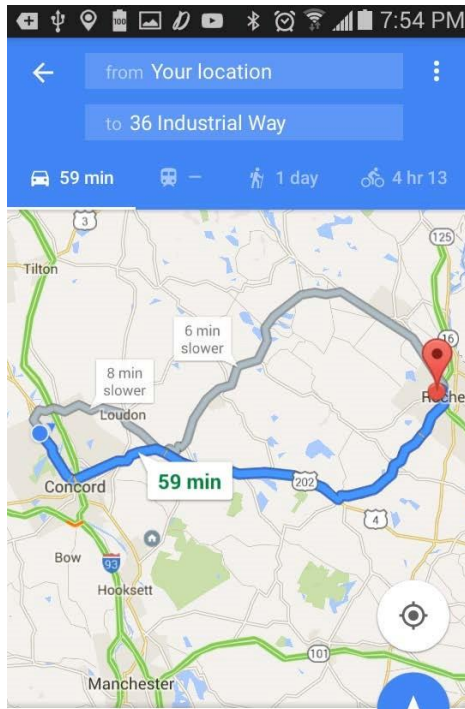 100
7:54 PM
from Your location
to 36 Industrial Way
59 min
–
1 day
4 hr 13
3
125
Tilton
16
6 min
slower
8 min
slower
Loudon
Roche
59 min
202
Concord
4
Bow
93
Hooksett
101
Manchester